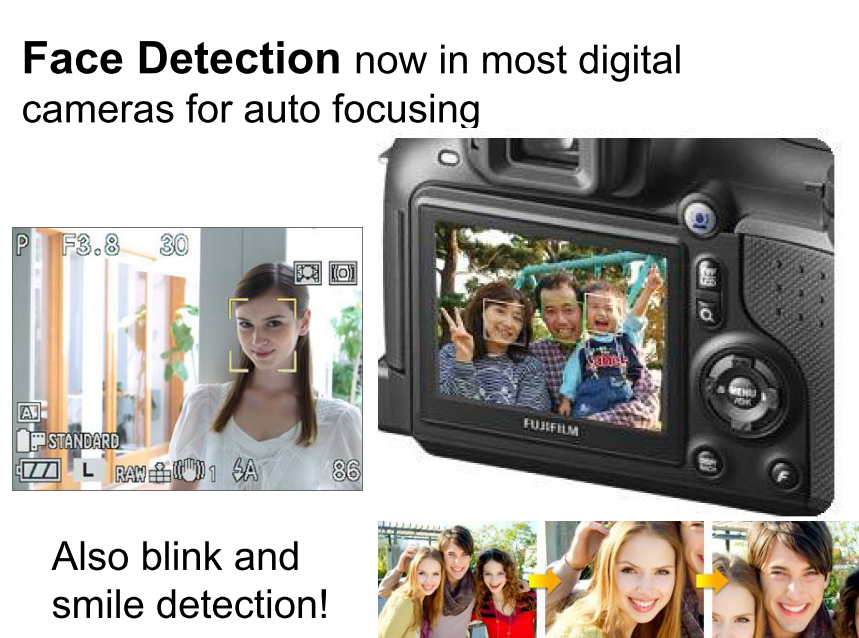 Face Detection now in most digital
cameras for auto focusing
P F3.8 30
STANDARD
L RAW 1 A 86
FUJIFILM
MENU
/OK
F
Also blink and
smile detection!